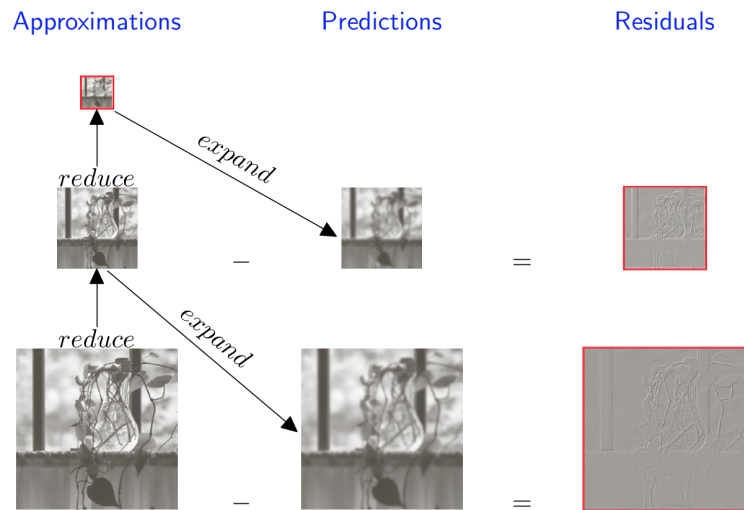 Approximations Predictions Residuals
expand
reduce
− =
expand
reduce
− =